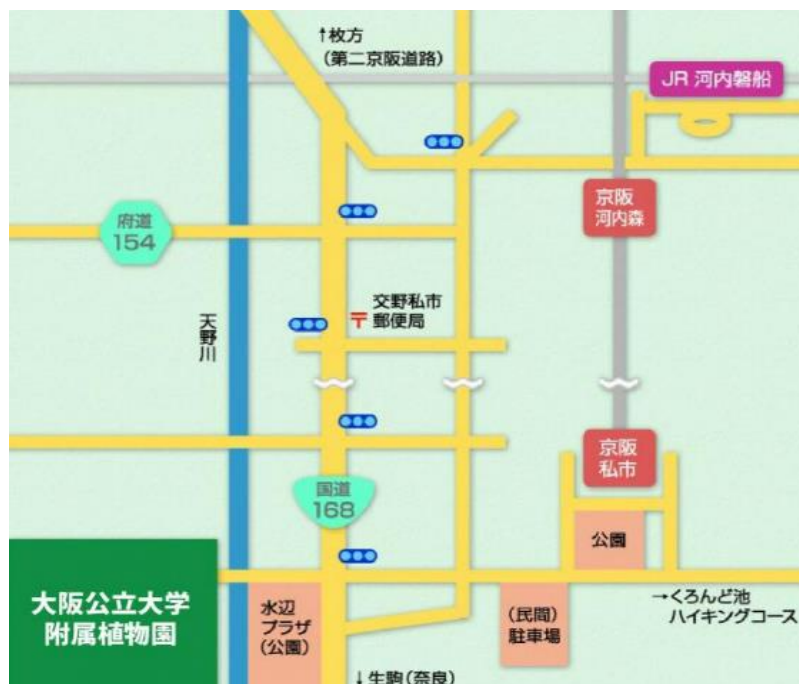 ↑枚方
(第二京阪道路)
JR 河内磐船
京阪
河内森
府道
154
交野私市
〒郵便局
天野川
京阪
私市
国道
168
公園
大阪公立大学
附属植物園
水辺
プラザ
(公園)
(民間)
駐車場
→くろんど池
ハイキングコース
↓生駒(奈良)